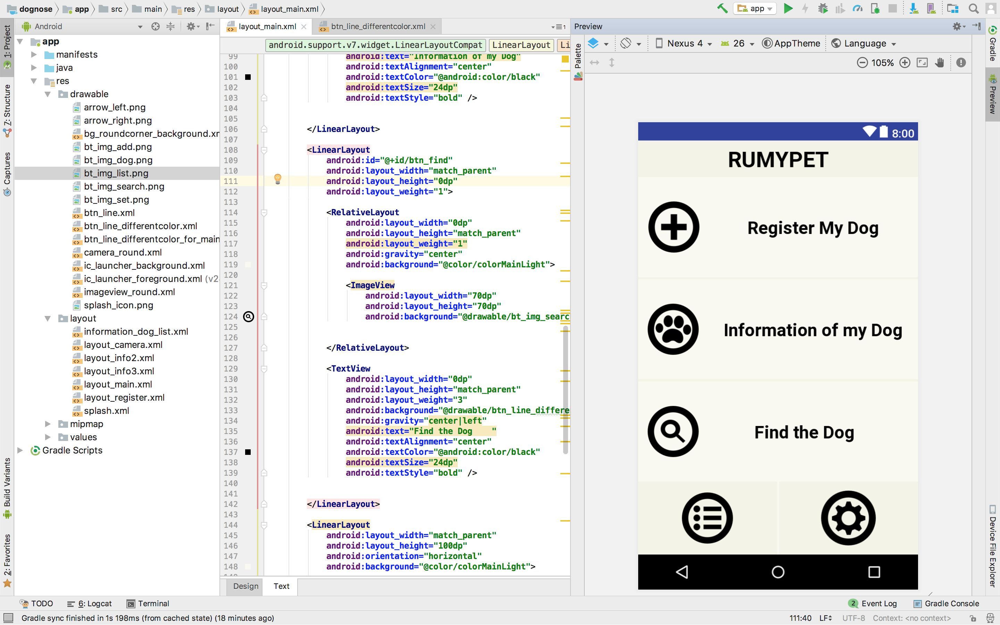 dognose app src main res layout layout_main.xml
app
1: Project
7: Structure
Captures
Build Variants
2: Favorites
Android
app
manifests
java
res
drawable
arrow_left.png
arrow_right.png
bg_roundcorner_background.xr
bt_img_add.png
bt_img_dog.png
bt_img_list.png
bt_img_search.png
bt_img_set.png
btn_line.xml
btn_line_differentcolor.xml
btn_line_differentcolor_for_main
camera_round.xml
ic_launcher_background.xml
ic_launcher_foreground.xml (v2
imageview_round.xml
splash_icon.png
layout
information_dog_list.xml
layout_camera.xml
layout_info2.xml
layout_info3.xml
layout_main.xml
layout_register.xml
splash.xml
mipmap
values
Gradle Scripts
layout_main.xml btn_line_differentcolor.xml 1
android.support.v7.widget.LinearLayoutCompat LinearLayout Li
99 android:text="Information of my Dog"
100 android:textAlignment="center"
101 android:textColor="@android:color/black"
102 android:textSize="24dp"
103 android:textStyle="bold" />
104
105
106 </LinearLayout>
107
108 <LinearLayout
109 android:id="@+id/btn_find"
110 android:layout_width="match_parent"
111 android:layout_height="0dp"
112 android:layout_weight="1">
113
114 <RelativeLayout
115 android:layout_width="0dp"
116 android:layout_height="match_parent"
117 android:layout_weight="1"
118 android:gravity="center"
119 android:background="@color/colorMainLight">
120
121 <ImageView
122 android:layout_width="70dp"
123 android:layout_height="70dp"
124 android:background="@drawable/bt_img_searc
125
126
127 </RelativeLayout>
128
129 <TextView
130 android:layout_width="0dp"
131 android:layout_height="match_parent"
132 android:layout_weight="3"
133 android:background="@drawable/btn_line_differe
134 android:gravity="center|left"
135 android:text="Find the Dog    "
136 android:textAlignment="center"
137 android:textColor="@android:color/black"
138 android:textSize="24dp"
139 android:textStyle="bold" />
140
141
142 </LinearLayout>
143
144 <LinearLayout
145 android:layout_width="match_parent"
146 android:layout_height="100dp"
147 android:orientation="horizontal"
148 android:background="@color/colorMainLight">
Design Text
Preview
Palette
Nexus 4 26 AppTheme Language
105%
8:00
RUMYPET
Register My Dog
Information of my Dog
Find the Dog
Gradle
Preview
Device File Explorer
TODO 6: Logcat Terminal
2 Event Log Gradle Console
Gradle sync finished in 1s 198ms (from cached state) (18 minutes ago)
111:40 LF UTF-8 Context: <no context>